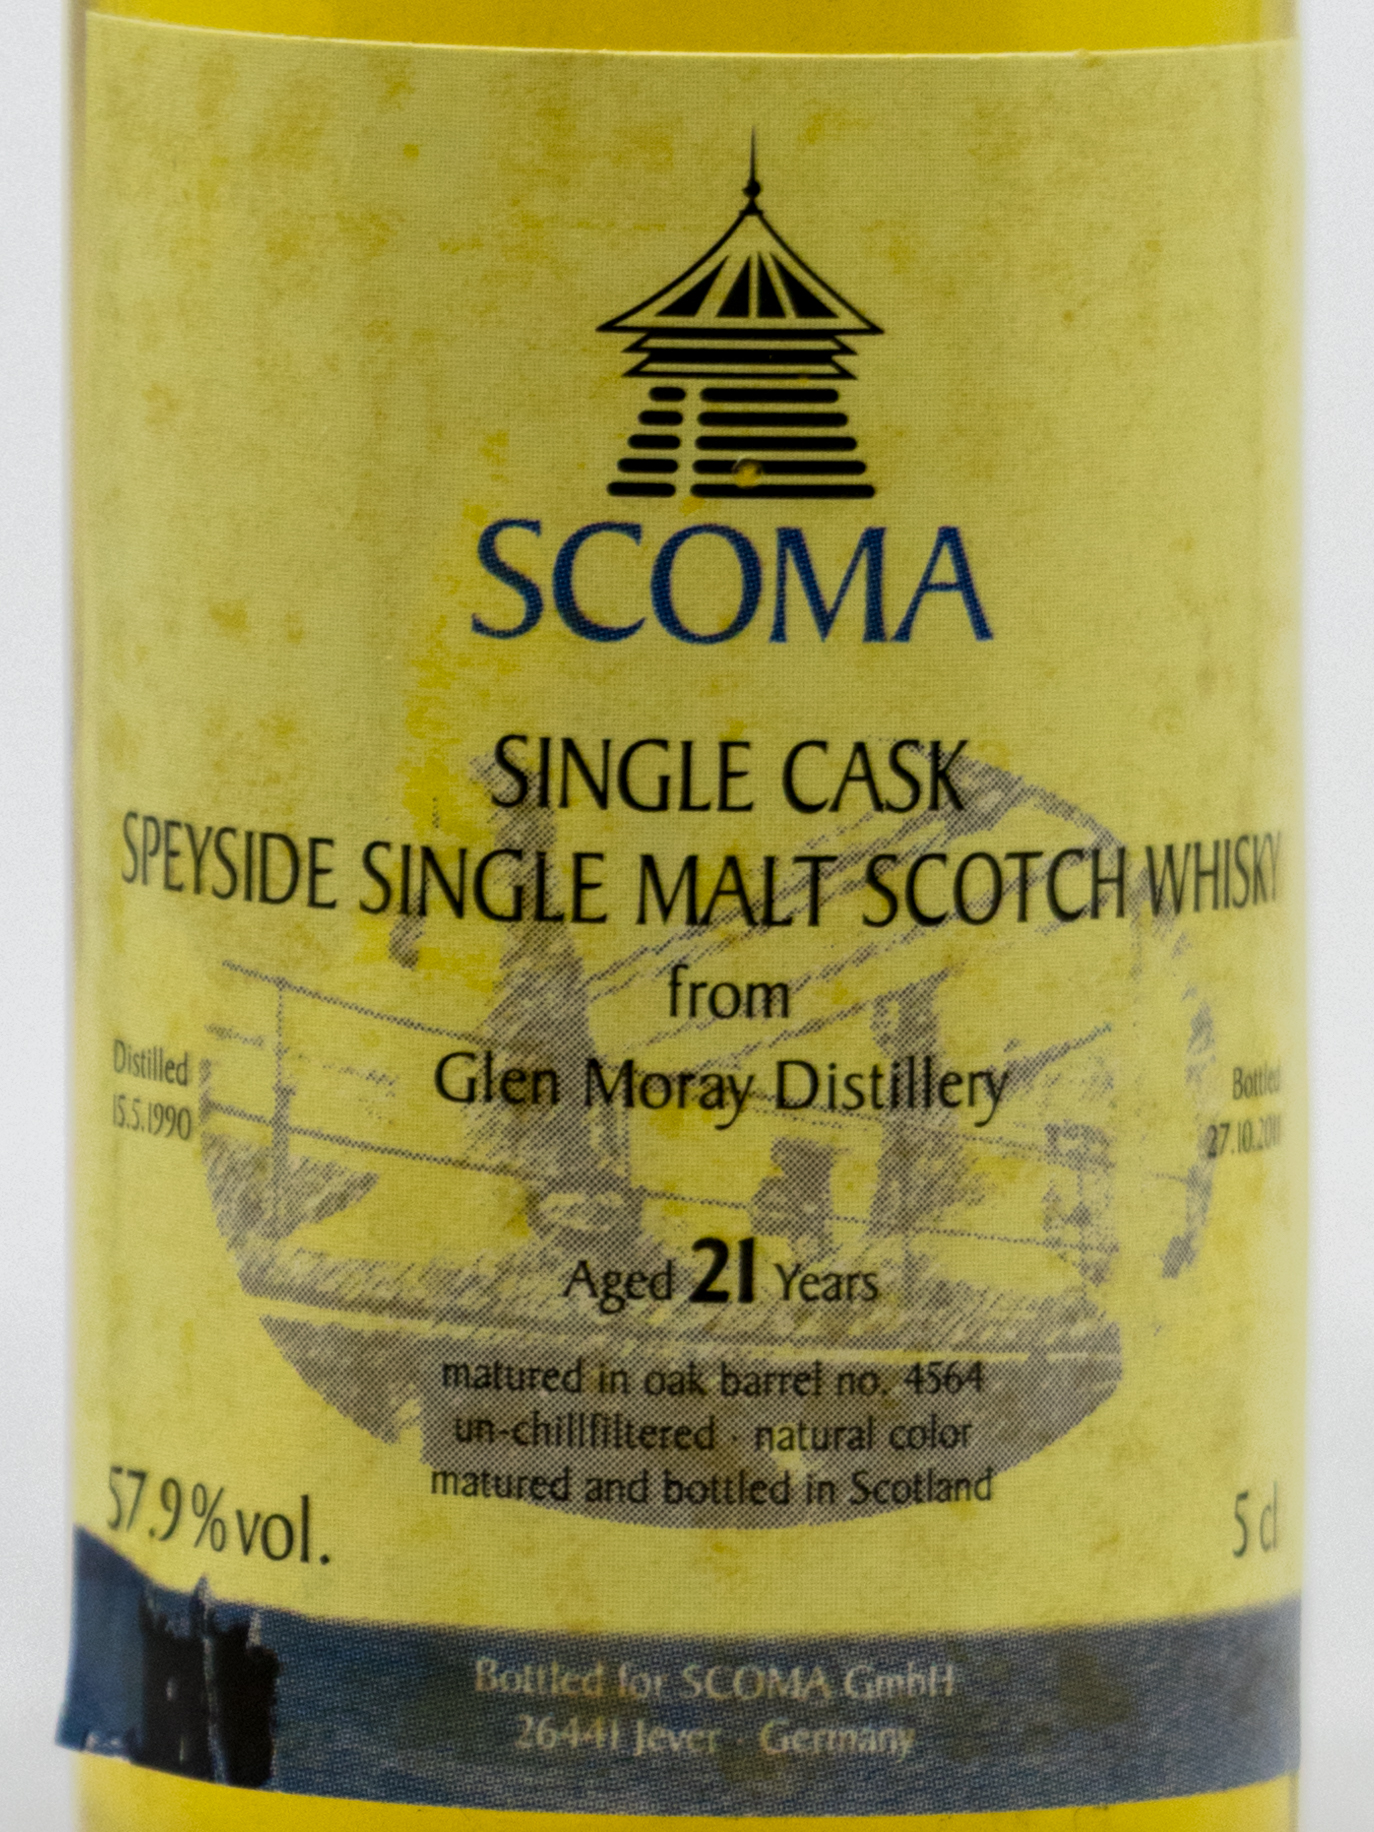 SCOMA
SINGLE CASK
SPEYSIDE SINGLE MALT SCOTCH WHISKY
from
Glen Moray Distillery
Distilled
15.5.1990
Bottled
27.10.2011
Aged 21 Years
matured in oak barrel no. 4564
un-chillfiltered · natural color
matured and bottled in Scotland
57.9%vol.
5 cl
Bottled for SCOMA GmbH
26441 Jever · Germany